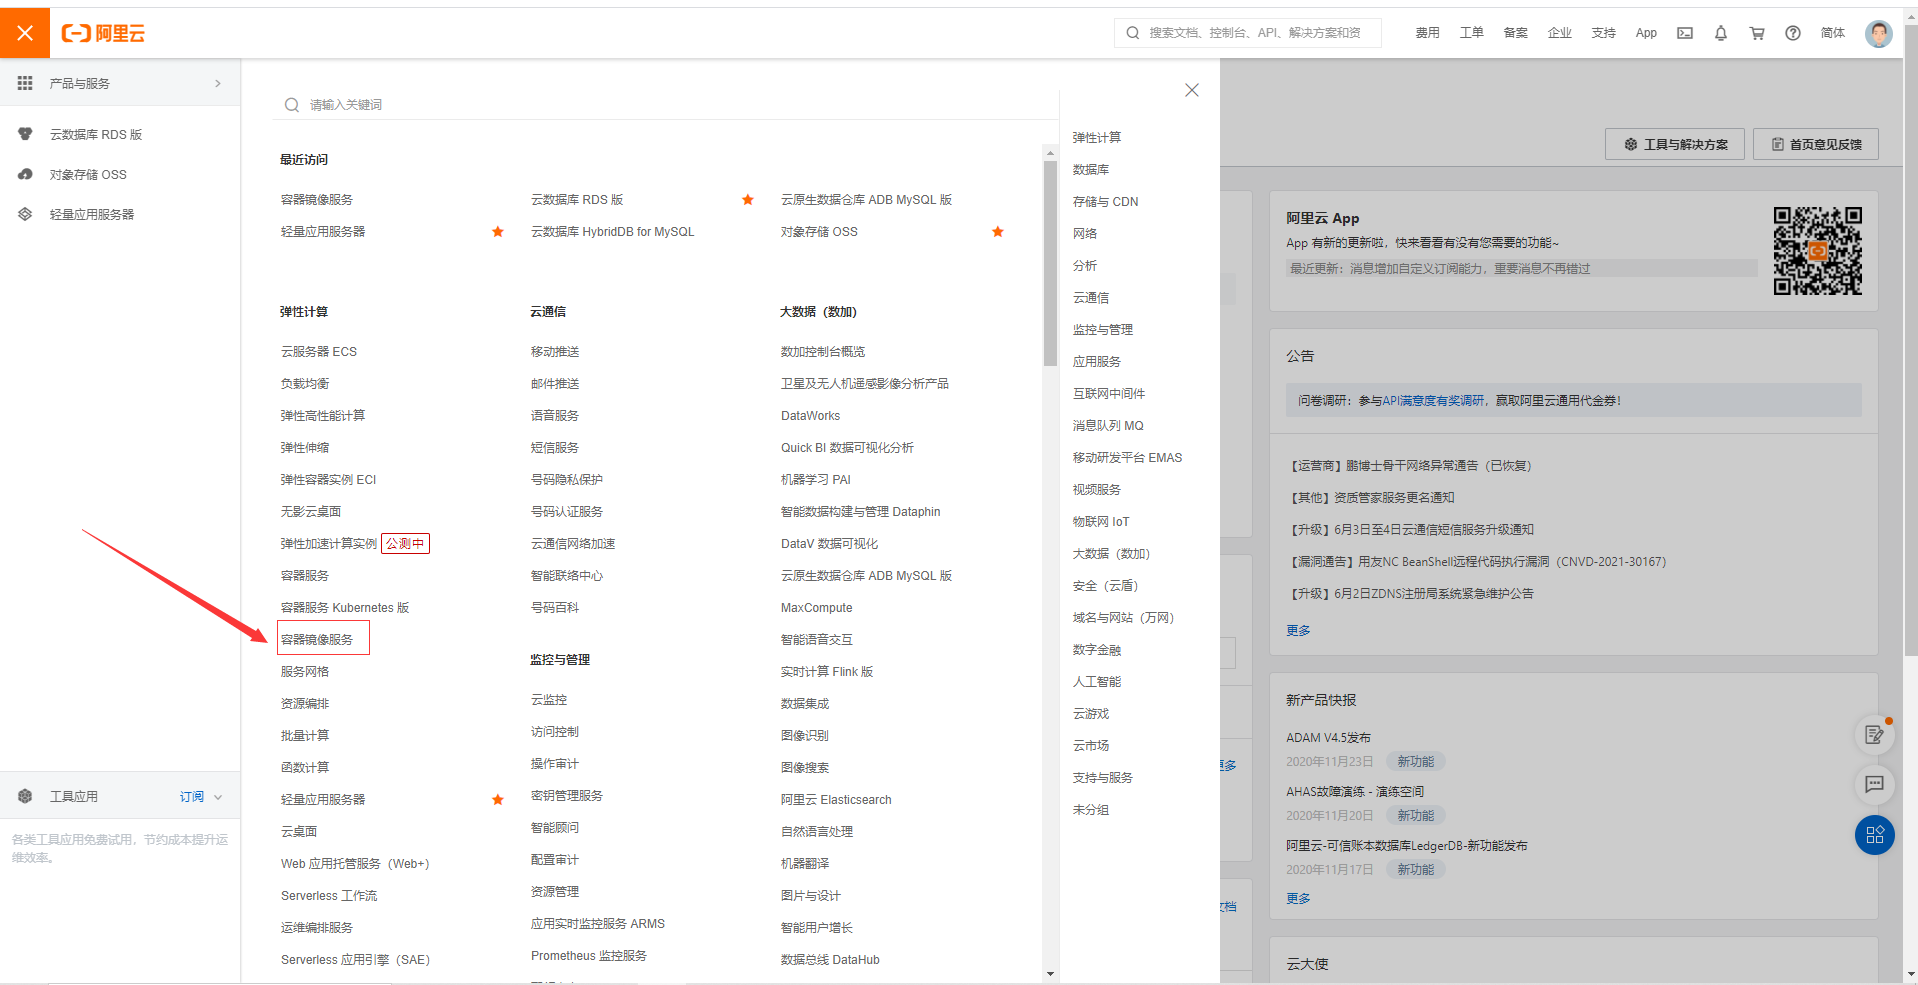 阿里云
搜索文档、控制台、API、解决方案和资
费用
工单
备案
企业
支持
App
简体
产品与服务
云数据库 RDS 版
对象存储 OSS
轻量应用服务器
工具应用
订阅
各类工具应用免费试用，节约成本提升运
维效率。
请输入关键词
最近访问
容器镜像服务
云数据库 RDS 版
云原生数据仓库 ADB MySQL 版
轻量应用服务器
云数据库 HybridDB for MySQL
对象存储 OSS
弹性计算
云服务器 ECS
负载均衡
弹性高性能计算
弹性伸缩
弹性容器实例 ECI
无影云桌面
弹性加速计算实例 公测中
容器服务
容器服务 Kubernetes 版
容器镜像服务
服务网格
资源编排
批量计算
函数计算
轻量应用服务器
云桌面
Web 应用托管服务（Web+）
Serverless 工作流
运维编排服务
Serverless 应用引擎（SAE）
云通信
移动推送
邮件推送
语音服务
短信服务
号码隐私保护
号码认证服务
云通信网络加速
智能联络中心
号码百科
监控与管理
云监控
访问控制
操作审计
密钥管理服务
智能顾问
配置审计
资源管理
应用实时监控服务 ARMS
Prometheus 监控服务
大数据（数加）
数加控制台概览
卫星及无人机遥感影像分析产品
DataWorks
Quick BI 数据可视化分析
机器学习 PAI
智能数据构建与管理 Dataphin
DataV 数据可视化
云原生数据仓库 ADB MySQL 版
MaxCompute
智能语音交互
实时计算 Flink 版
数据集成
图像识别
图像搜索
阿里云 Elasticsearch
自然语言处理
机器翻译
图片与设计
智能用户增长
数据总线 DataHub
弹性计算
数据库
存储与 CDN
网络
分析
云通信
监控与管理
应用服务
互联网中间件
消息队列 MQ
移动研发平台 EMAS
视频服务
物联网 IoT
大数据（数加）
安全（云盾）
域名与网站（万网）
数字金融
人工智能
云游戏
云市场
支持与服务
未分组
更多
文档
工具与解决方案
首页意见反馈
阿里云 App
App 有新的更新啦，快来看看有没有您需要的功能~
最近更新：消息增加自定义订阅能力，重要消息不再错过
公告
问卷调研：参与API满意度有奖调研，赢取阿里云通用代金券！
【运营商】鹏博士骨干网络异常通告（已恢复）
【其他】资质管家服务更名通知
【升级】6月3日至4日云通信短信服务升级通知
【漏洞通告】用友NC BeanShell远程代码执行漏洞（CNVD-2021-30167）
【升级】6月2日ZDNS注册局系统紧急维护公告
更多
新产品快报
ADAM V4.5发布
2020年11月23日 新功能
AHAS故障演练 - 演练空间
2020年11月20日 新功能
阿里云-可信账本数据库LedgerDB-新功能发布
2020年11月17日 新功能
更多
云大使